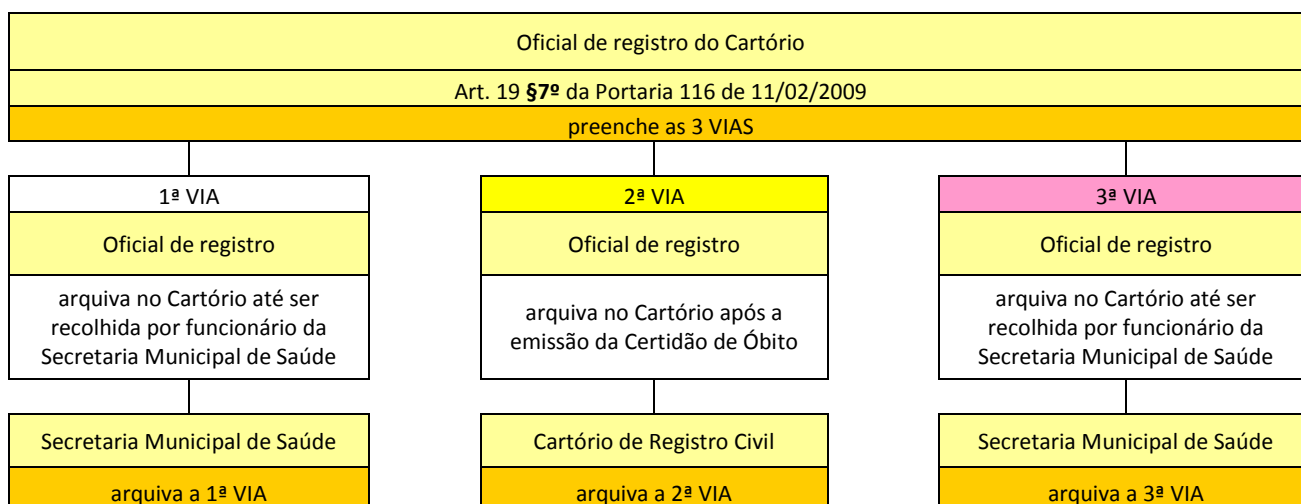 Oficial de registro do Cartório
Art. 19 §7º da Portaria 116 de 11/02/2009
preenche as 3 VIAS
1ª VIA
Oficial de registro
arquiva no Cartório até ser
recolhida por funcionário da
Secretaria Municipal de Saúde
Secretaria Municipal de Saúde
arquiva a 1ª VIA
2ª VIA
Oficial de registro
arquiva no Cartório após a
emissão da Certidão de Óbito
Cartório de Registro Civil
arquiva a 2ª VIA
3ª VIA
Oficial de registro
arquiva no Cartório até ser
recolhida por funcionário da
Secretaria Municipal de Saúde
Secretaria Municipal de Saúde
arquiva a 3ª VIA